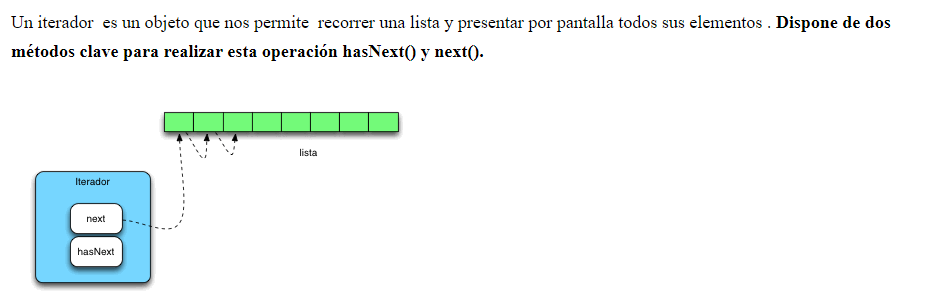 Un iterador es un objeto que nos permite recorrer una lista y presentar por pantalla todos sus elementos . Dispone de dos
métodos clave para realizar esta operación hasNext() y next().
lista
Iterador
next
hasNext